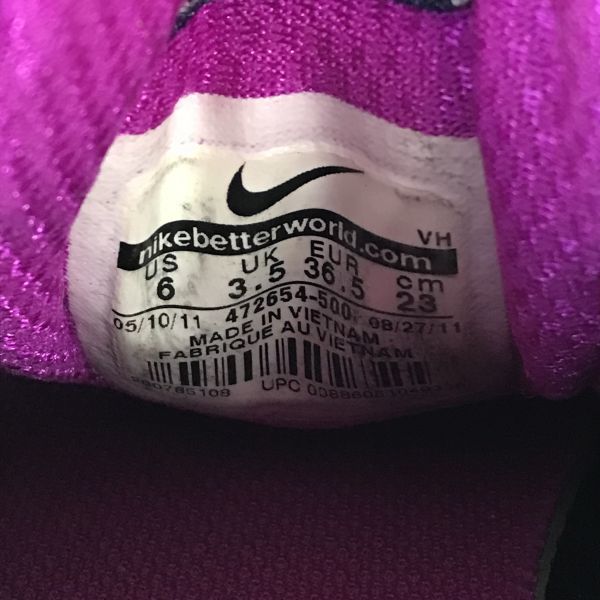 nikebetterworld.com
VH
US UK EUR cm
6 3.5 36.5 23
05/10/11 472654-500 08/27/11
MADE IN VIETNAM
FABRIQUE AU VIETNAM
UPC